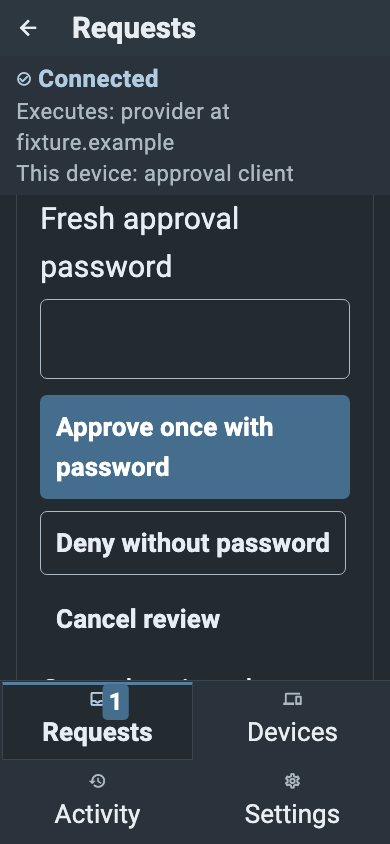 Requests
Connected
Executes: provider at
fixture.example
This device: approval client
Fresh approval
password
Approve once with
password
Deny without password
Cancel review
1
Requests
Devices
Activity
Settings